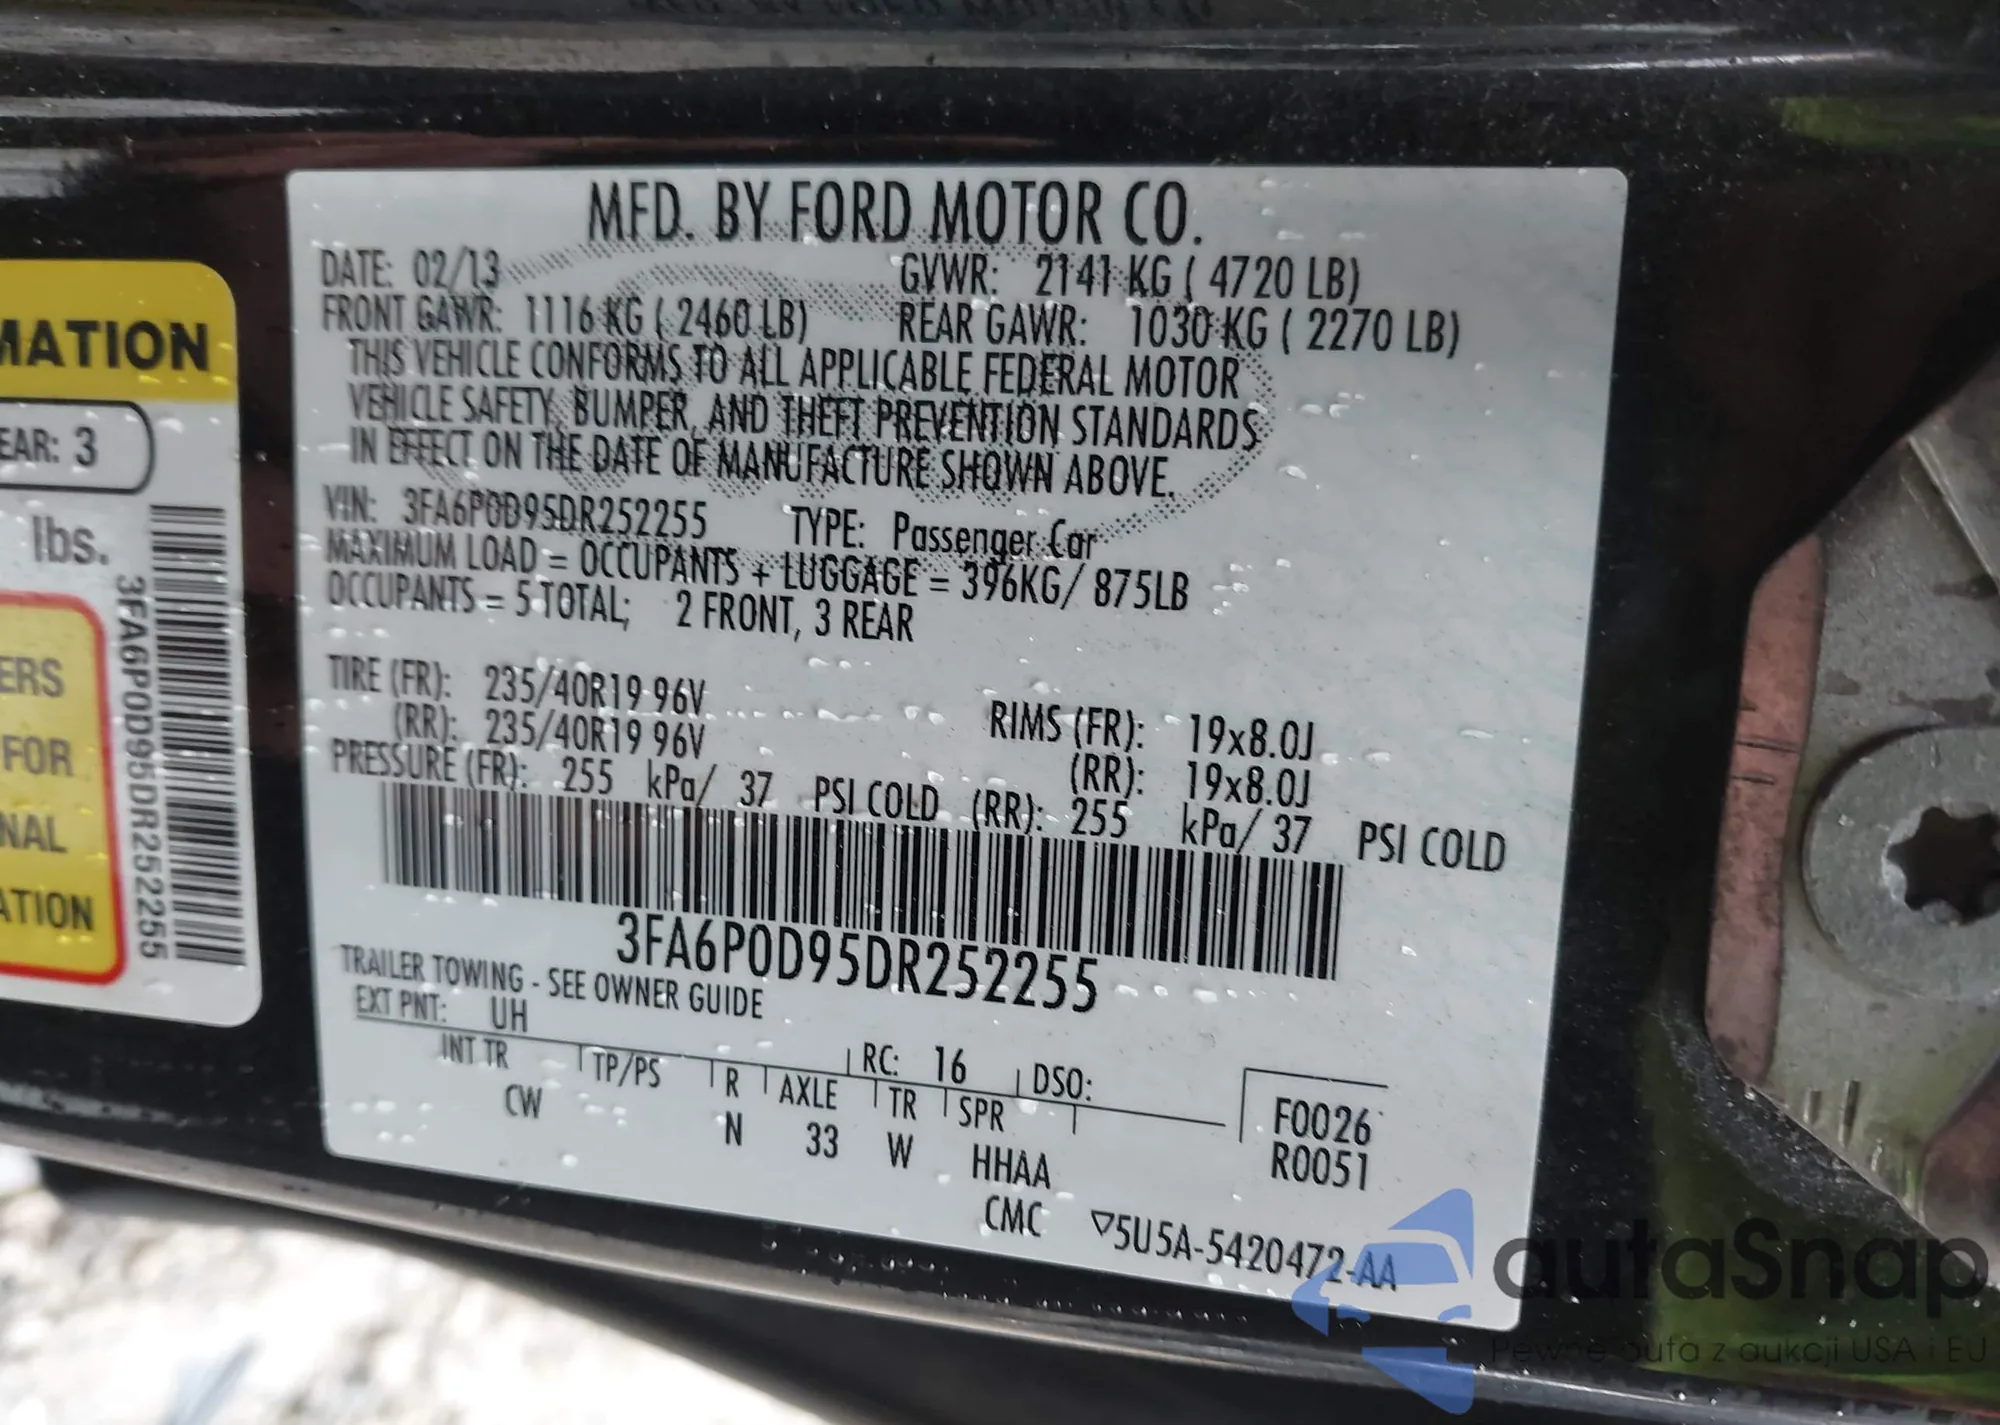 MFD. BY FORD MOTOR CO.
DATE: 02/13 GVWR: 2141 KG ( 4720 LB)
FRONT GAWR: 1116 KG ( 2460 LB) REAR GAWR: 1030 KG ( 2270 LB)
THIS VEHICLE CONFORMS TO ALL APPLICABLE FEDERAL MOTOR
VEHICLE SAFETY, BUMPER, AND THEFT PREVENTION STANDARDS
IN EFFECT ON THE DATE OF MANUFACTURE SHOWN ABOVE.
VIN: 3FA6P0D95DR252255 TYPE: Passenger Car
MAXIMUM LOAD = OCCUPANTS + LUGGAGE = 396KG/ 875LB
OCCUPANTS = 5 TOTAL; 2 FRONT, 3 REAR
TIRE (FR): 235/40R19 96V RIMS (FR): 19x8.0J
(RR): 235/40R19 96V (RR): 19x8.0J
PRESSURE (FR): 255 kPa/ 37 PSI COLD (RR): 255 kPa/ 37 PSI COLD
3FA6P0D95DR252255
TRAILER TOWING - SEE OWNER GUIDE
EXT PNT: UH RC: 16 DSO:
INT TR TP/PS R AXLE TR SPR
CW N 33 W HHAA
F0026
R0051
CMC ▽5U5A-5420472-AA
MATION
EAR: 3
lbs.
3FA6P0D95DR252255
ERS
FOR
NAL
ATION
autaSnap
Pewne auta z aukcji USA i EU